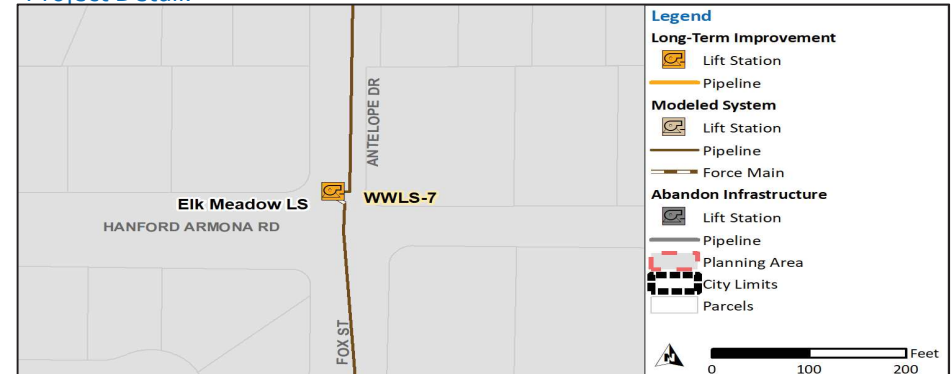 Project Detail:
ANTELOPE DR
Elk Meadow LS
WWLS-7
HANFORD ARMONA RD
FOX ST
Legend
Long-Term Improvement
Lift Station
Pipeline
Modeled System
Lift Station
Pipeline
Force Main
Abandon Infrastructure
Lift Station
Pipeline
Planning Area
City Limits
Parcels
Feet
0 100 200